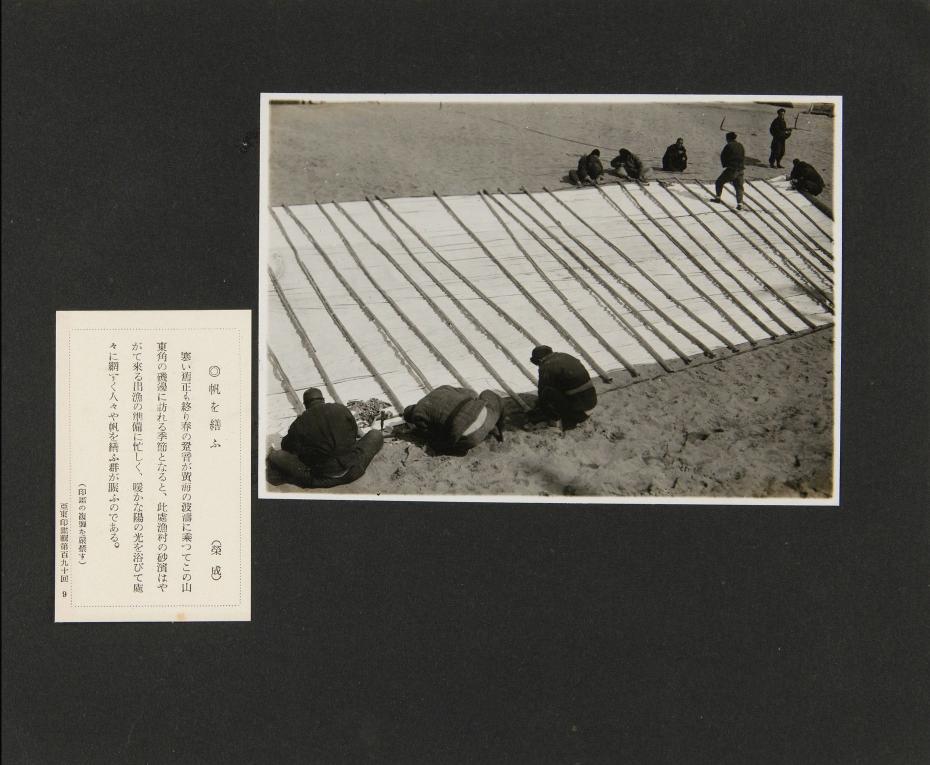 ◎帆を繕ふ (榮成)
寒い舊正も終り春の跫音が黄海の波濤に乗つてこの山
東角の磯邊に訪れる季節となると、此處漁村の砂濱はや
がて來る出漁の準備に忙しく、暖かな陽の光を浴びて處
々に網すく人々や帆を繕ふ群が賑ふのである。
(印畫の複製を嚴禁す)
亞東印畫輯第百九十回 9